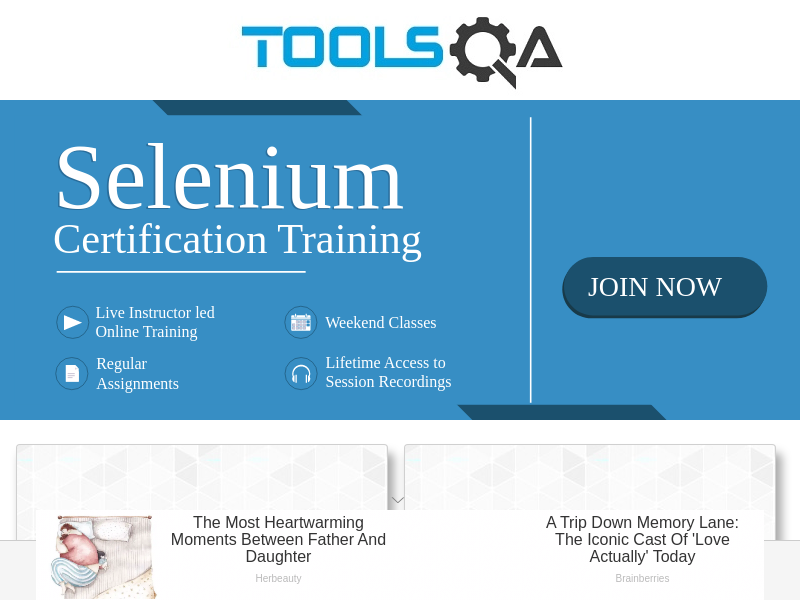 TOOLSQA
Selenium
Certification Training
Live Instructor led
Online Training
Weekend Classes
Regular
Assignments
Lifetime Access to
Session Recordings
JOIN NOW
The Most Heartwarming
Moments Between Father And
Daughter
Herbeauty
A Trip Down Memory Lane:
The Iconic Cast Of 'Love
Actually' Today
Brainberries